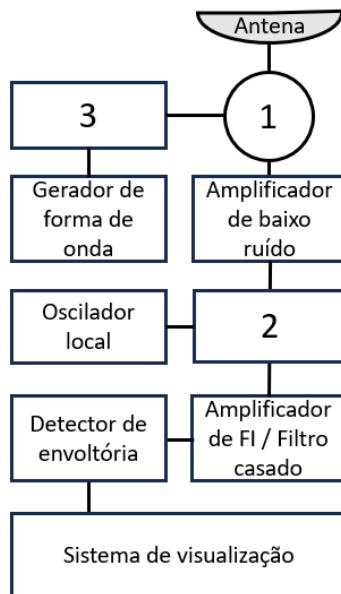 Antena
3
1
Gerador de
forma de
onda
Amplificador
de baixo
ruído
Oscilador
local
2
Detector de
envoltória
Amplificador
de FI / Filtro
casado
Sistema de visualização